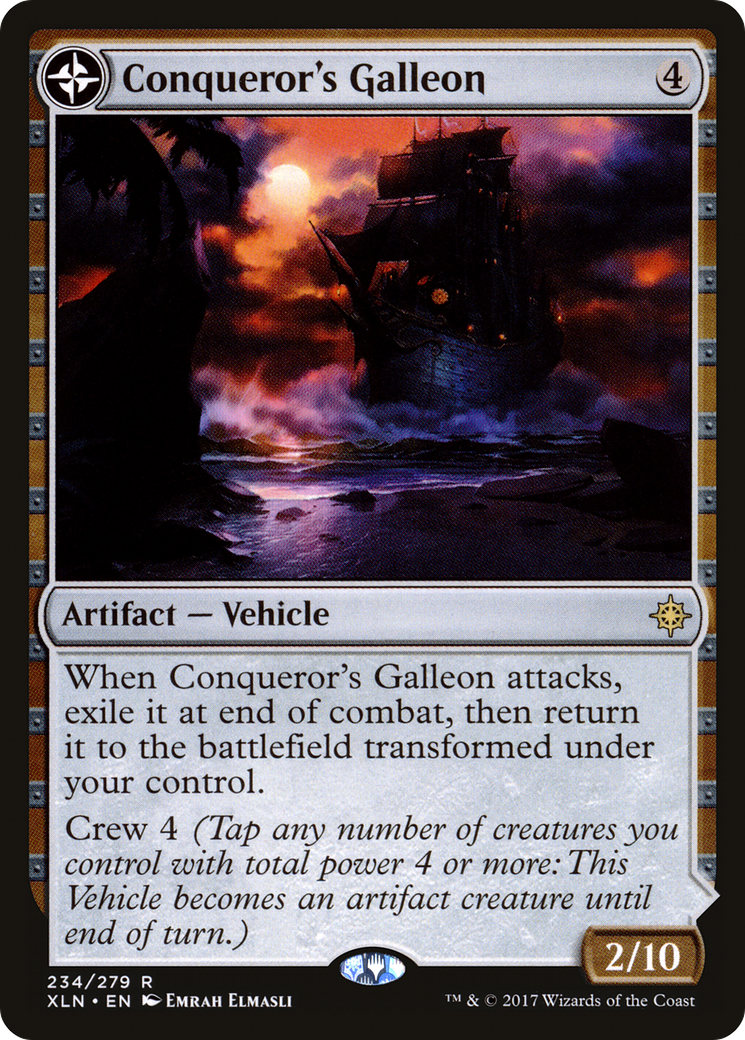 Conqueror's Galleon 4
Artifact — Vehicle
When Conqueror's Galleon attacks,
exile it at end of combat, then return
it to the battlefield transformed under
your control.
Crew 4 (Tap any number of creatures you
control with total power 4 or more: This
Vehicle becomes an artifact creature until
end of turn.)
2/10
234/279 R
XLN • EN Emrah Elmasli
™ & © 2017 Wizards of the Coast